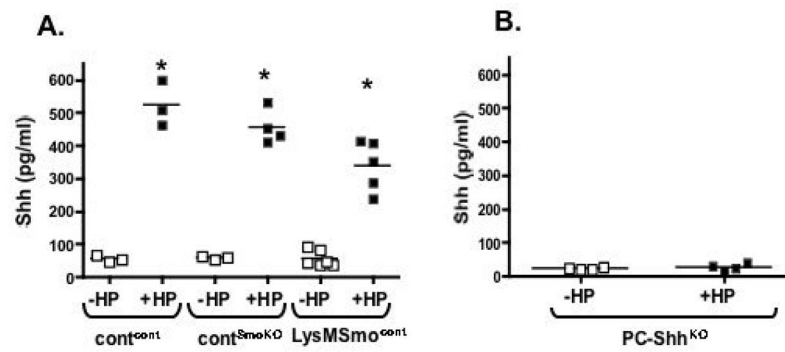 A.
Shh (pg/ml)
600
500
400
300
200
100
0
* * *
-HP +HP -HP +HP -HP +HP
cont^cont cont^SmoKO LysMSmo^cont
B.
Shh (pg/ml)
600
500
400
300
200
100
0
-HP +HP
PC-Shh^KO